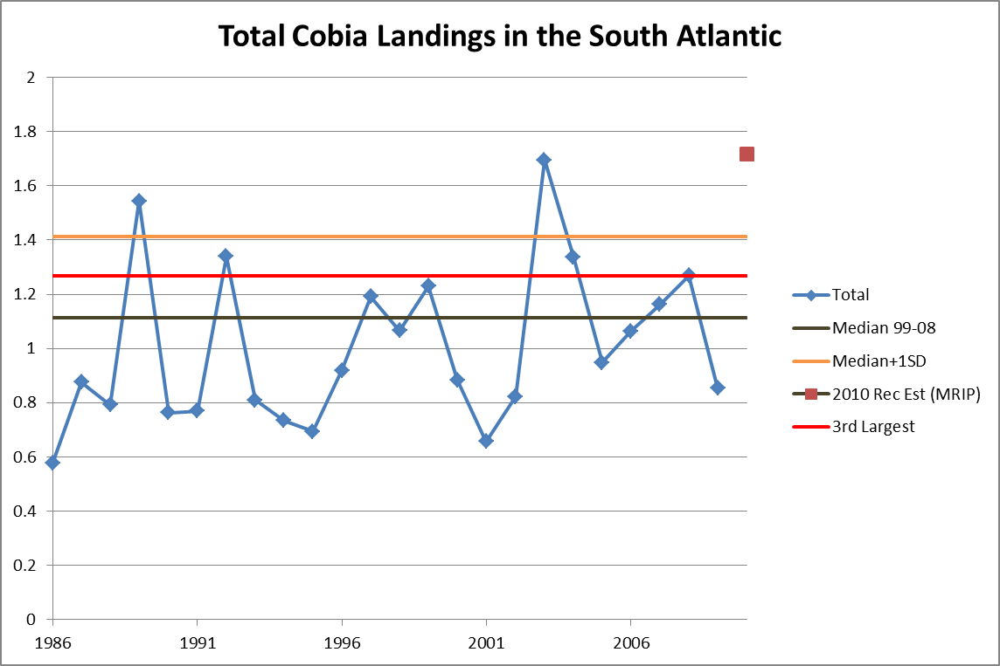 Total Cobia Landings in the South Atlantic
2
1.8
1.6
1.4
1.2
1
0.8
0.6
0.4
0.2
0
1986
1991
1996
2001
2006
Total
Median 99-08
Median+1SD
2010 Rec Est (MRIP)
3rd Largest